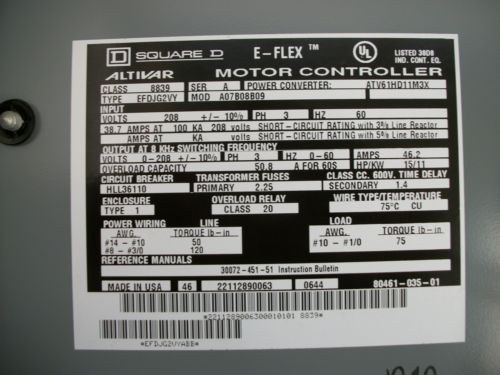 SQUARE D E-FLEX™ UL LISTED 38D8 IND. CONT. EQ.
ALTIVAR MOTOR CONTROLLER
CLASS 8839 SER A POWER CONVERTER: ATV61HD11M3X
TYPE EFDJG2VY MOD A07B08B09
INPUT
VOLTS 208 +/-10% PH 3 HZ 60
38.7 AMPS AT 100 KA 208 volts SHORT-CIRCUIT RATING with 3% Line Reactor
AMPS AT KA VOLTS SHORT-CIRCUIT RATING with 5% Line Reactor
OUTPUT AT 8 KHz SWITCHING FREQUENCY
VOLTS 0-208 +/-10% PH 3 HZ 0-60 AMPS 46.2
OVERLOAD CAPACITY 50.8 A FOR 60S HP/KW 15/11
CIRCUIT BREAKER TRANSFORMER FUSES CLASS CC. 600V. TIME DELAY
HLL36110 PRIMARY 2.25 SECONDARY 1.4
ENCLOSURE OVERLOAD RELAY WIRE TYPE/TEMPERATURE
TYPE 1 CLASS 20 75°C CU
POWER WIRING LINE LOAD
AWG. TORQUE lb-in AWG. TORQUE lb-in
#14 - #10 50 #10 - #1/0 75
#8 - #3/0 120
REFERENCE MANUALS
30072-451-51 Instruction Bulletin
MADE IN USA 46 22112890063 0644 80461-035-01
*2211289006300010101 8839*
*EFDJG2VYABB*